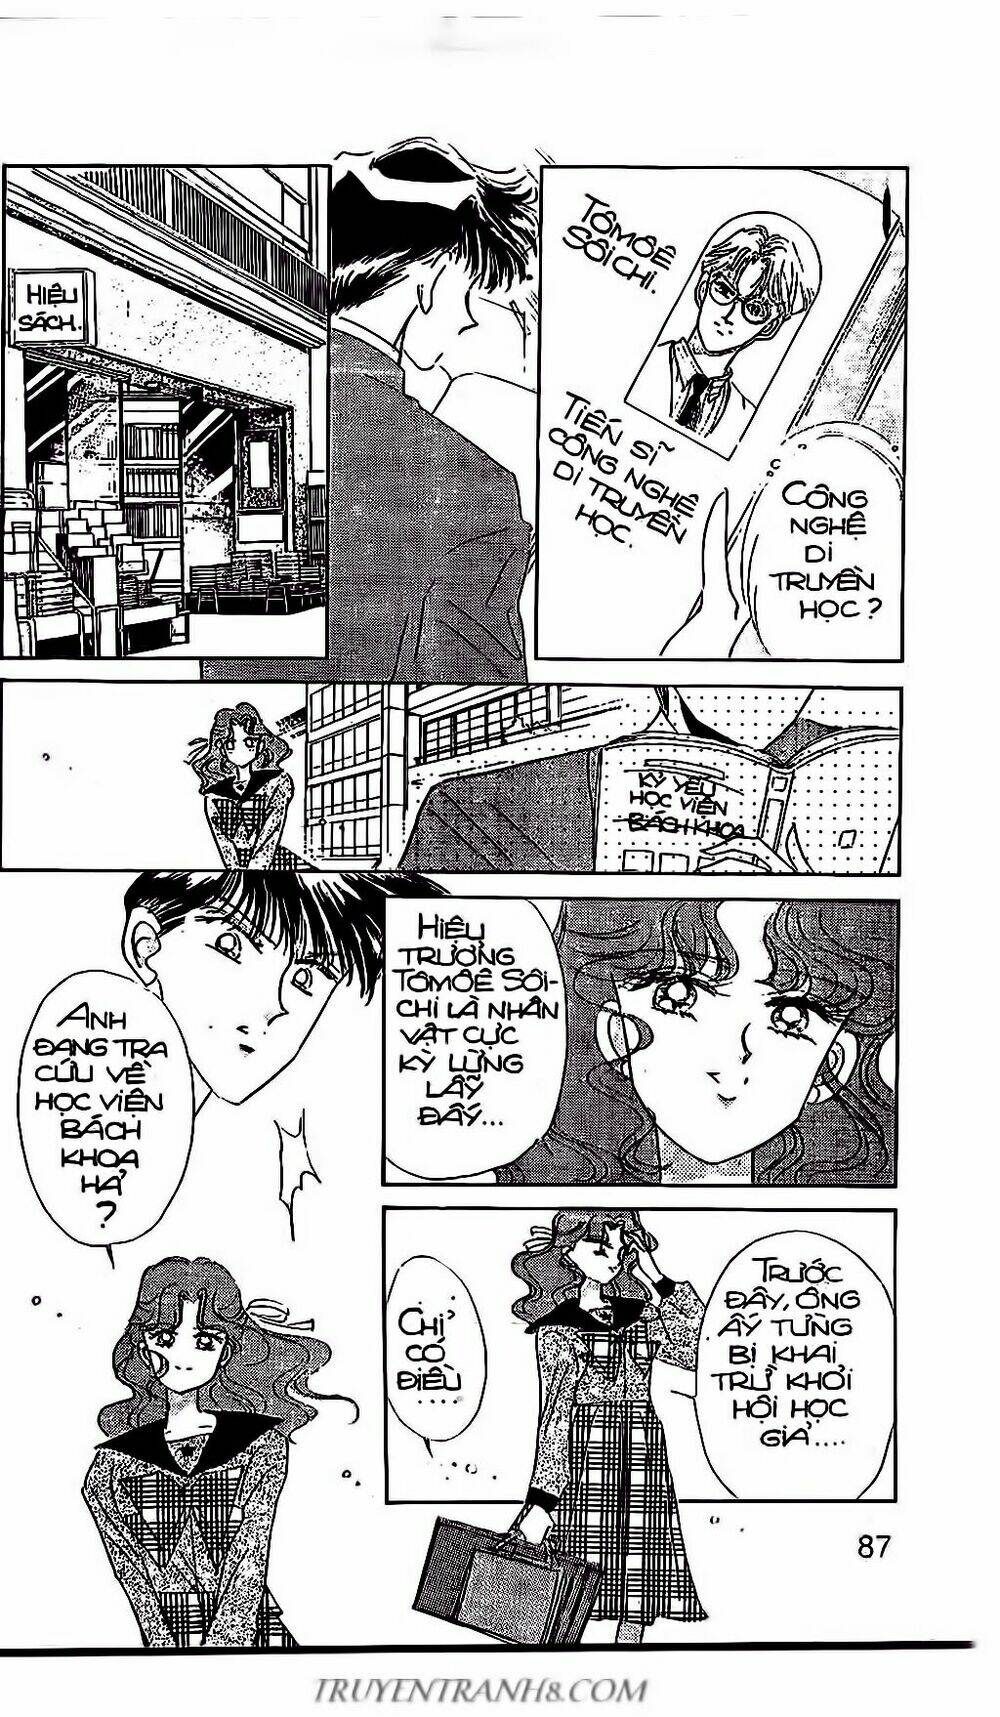 HIỆU
SÁCH.
TÔMÔÊ
SÔI CHI.
TIẾN SĨ
CÔNG NGHỆ
DI TRUYỀN
HỌC.
CÔNG
NGHỆ
DI
TRUYỀN
HỌC?
KỶ YẾU
HỌC VIỆN
BÁCH KHOA
ANH
ĐANG TRA
CỨU VỀ
HỌC VIỆN
BÁCH
KHOA
HẢ
?
HIỆU
TRƯỞNG
TÔMÔÊ SÔI-
CHI LÀ NHÂN
VẬT CỰC
KỲ LỪNG
LẪY
ĐẤY...
CHỈ
CÓ
ĐIỀU
.....
TRƯỚC
ĐÂY, ÔNG
ẤY TỪNG
BỊ KHAI
TRỪ KHỎI
HỘI HỌC
GIẢ....
87
TRUYENTRANH8.COM